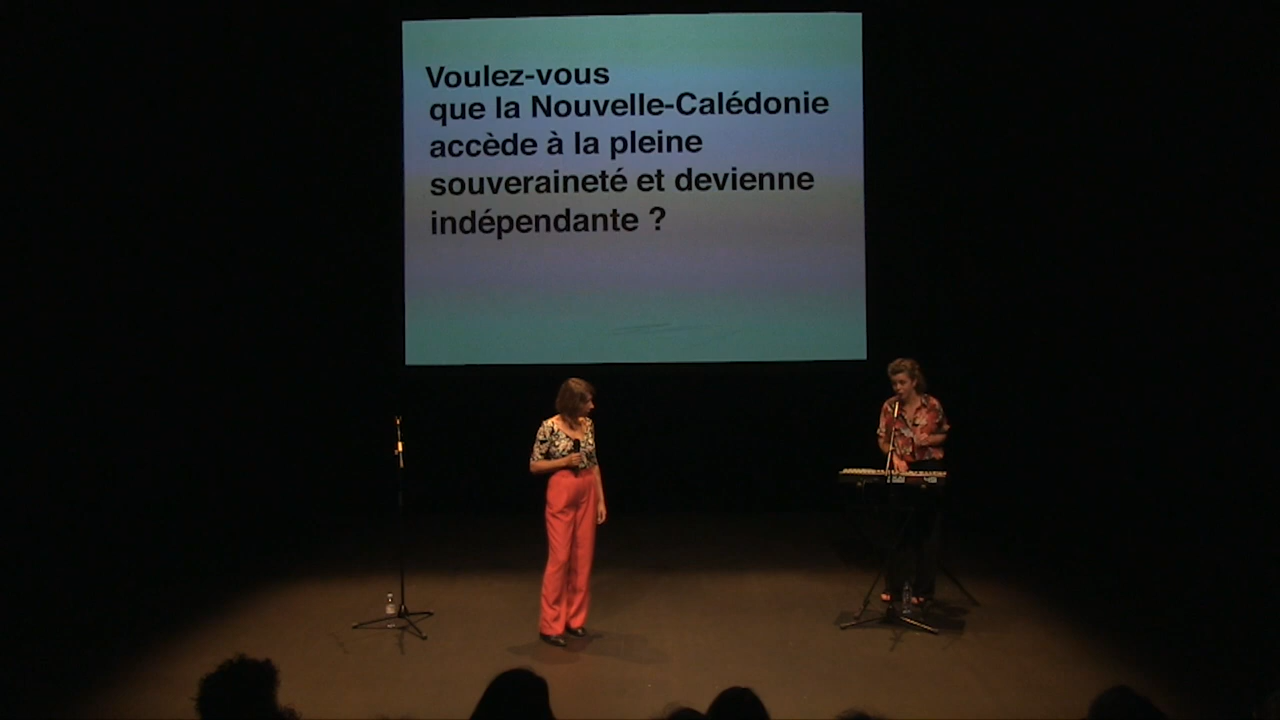 Voulez-vous
que la Nouvelle-Calédonie
accède à la pleine
souveraineté et devienne
indépendante ?